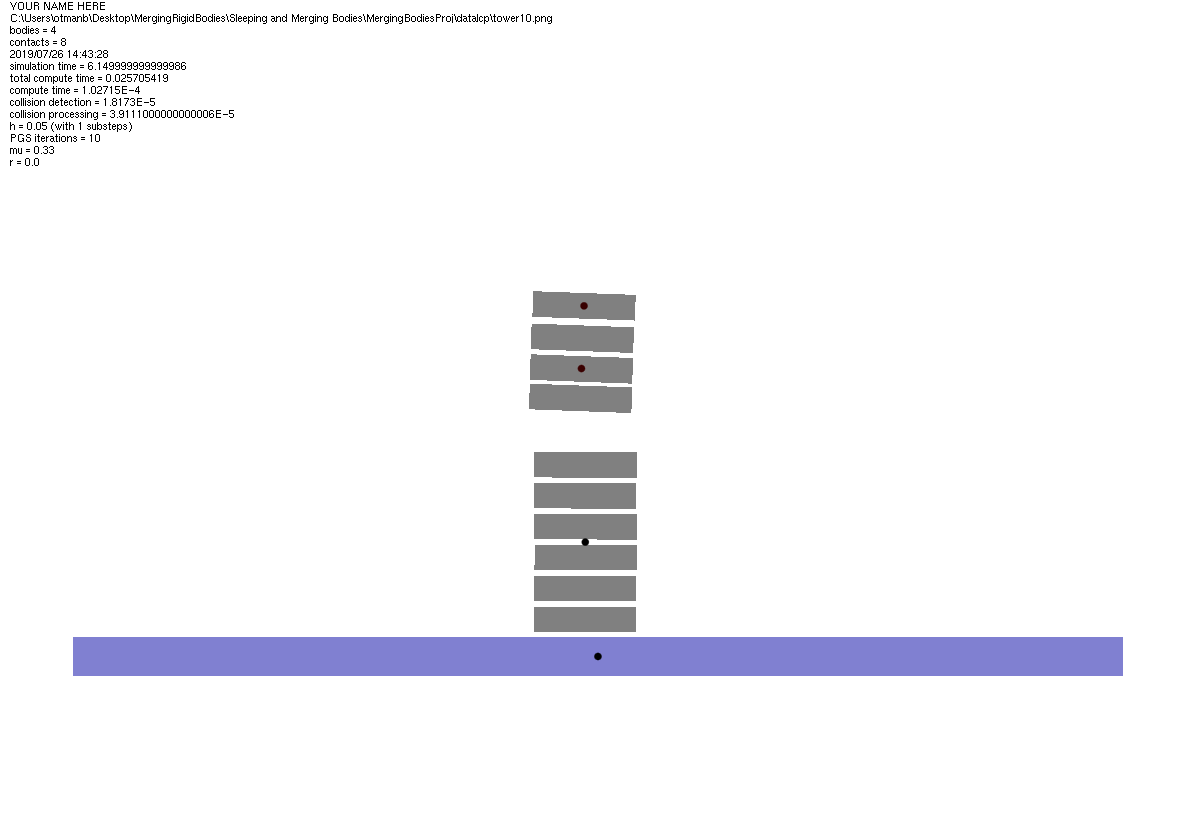 YOUR NAME HERE
C:\Users\otmanb\Desktop\MergingRigidBodies\Sleeping and Merging Bodies\MergingBodiesProj\datalcp\tower10.png
bodies = 4
contacts = 8
2019/07/26 14:43:28
simulation time = 6.149999999999986
total compute time = 0.025705419
compute time = 1.02715E-4
collision detection = 1.8173E-5
collision processing = 3.9111000000000006E-5
h = 0.05 (with 1 substeps)
PGS iterations = 10
mu = 0.33
r = 0.0